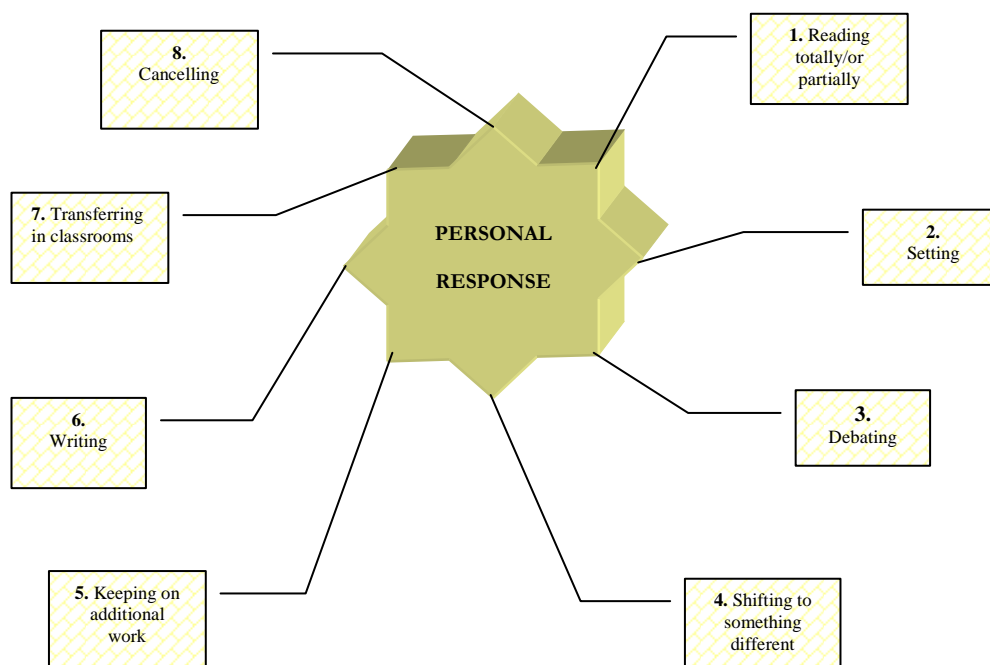 PERSONAL
RESPONSE
1. Reading
totally/or
partially
2.
Setting
3.
Debating
4. Shifting to
something
different
5. Keeping on
additional
work
6.
Writing
7. Transferring
in classrooms
8.
Cancelling